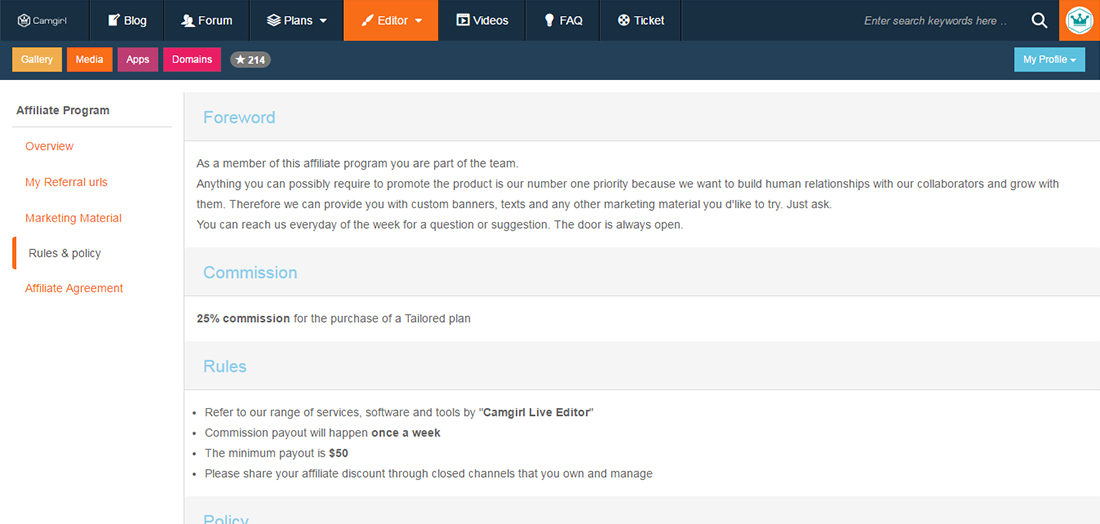 Camgirl
Blog
Forum
Plans
Editor
Videos
FAQ
Ticket
Enter search keywords here ..
Gallery
Media
Apps
Domains
214
My Profile
Affiliate Program
Overview
My Referral urls
Marketing Material
Rules & policy
Affiliate Agreement
Foreword
As a member of this affiliate program you are part of the team.
Anything you can possibly require to promote the product is our number one priority because we want to build human relationships with our collaborators and grow with
them. Therefore we can provide you with custom banners, texts and any other marketing material you d'like to try. Just ask.
You can reach us everyday of the week for a question or suggestion. The door is always open.
Commission
25% commission for the purchase of a Tailored plan
Rules
• Refer to our range of services, software and tools by "Camgirl Live Editor"
• Commission payout will happen once a week
• The minimum payout is $50
• Please share your affiliate discount through closed channels that you own and manage
Policy